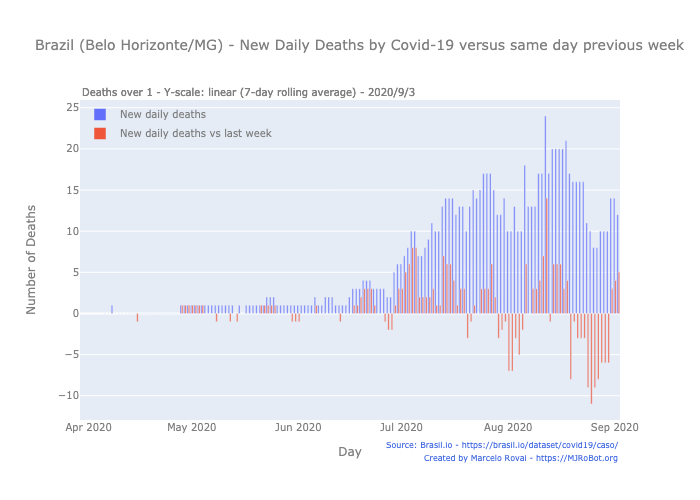 Brazil (Belo Horizonte/MG) - New Daily Deaths by Covid-19 versus same day previous week
Deaths over 1 - Y-scale: linear (7-day rolling average) - 2020/9/3
New daily deaths
New daily deaths vs last week
Number of Deaths
25
20
15
10
5
0
−5
−10
Apr 2020 May 2020 Jun 2020 Jul 2020 Aug 2020 Sep 2020
Day
Source: Brasil.io - https://brasil.io/dataset/covid19/caso/
Created by Marcelo Rovai - https://MJRoBot.org